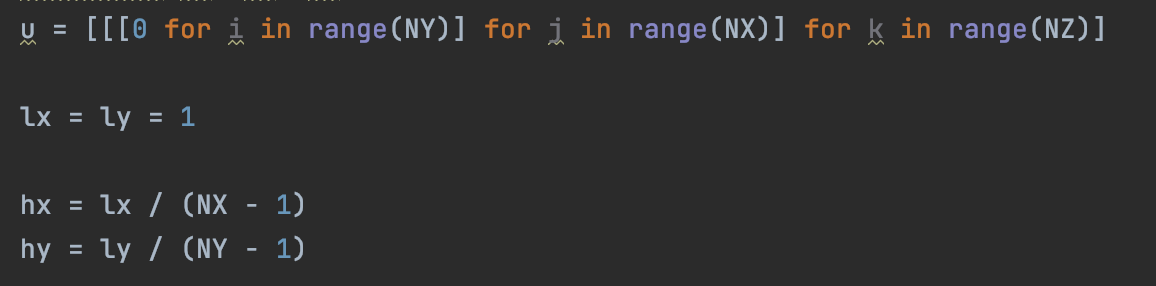 u = [[[0 for i in range(NY)] for j in range(NX)] for k in range(NZ)]
lx = ly = 1
hx = lx / (NX - 1)
hy = ly / (NY - 1)